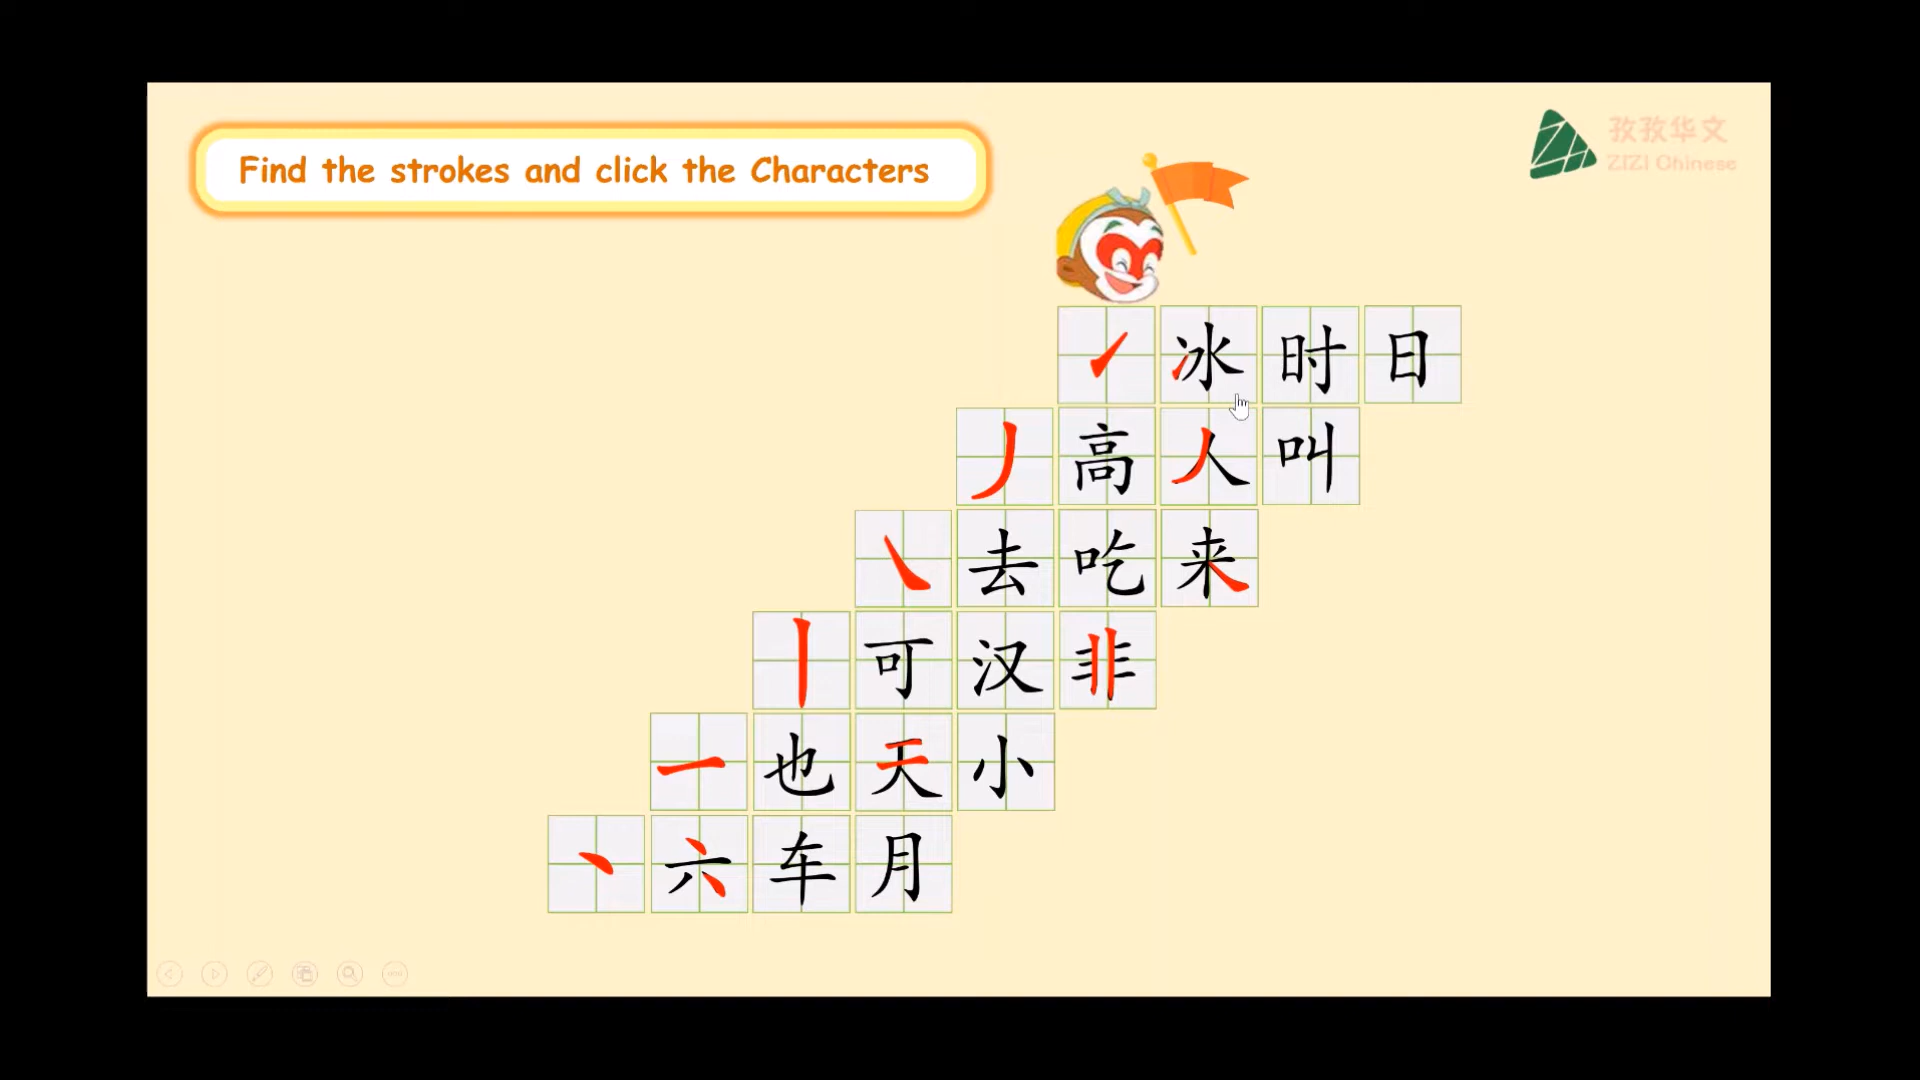 Find the strokes and click the Characters
孜孜华文
ZIZI Chinese
㇀ 冰 时 日
丿 高 人 叫
㇏ 去 吃 来
丨 可 汉 非
一 也 天 小
丶 六 车 月